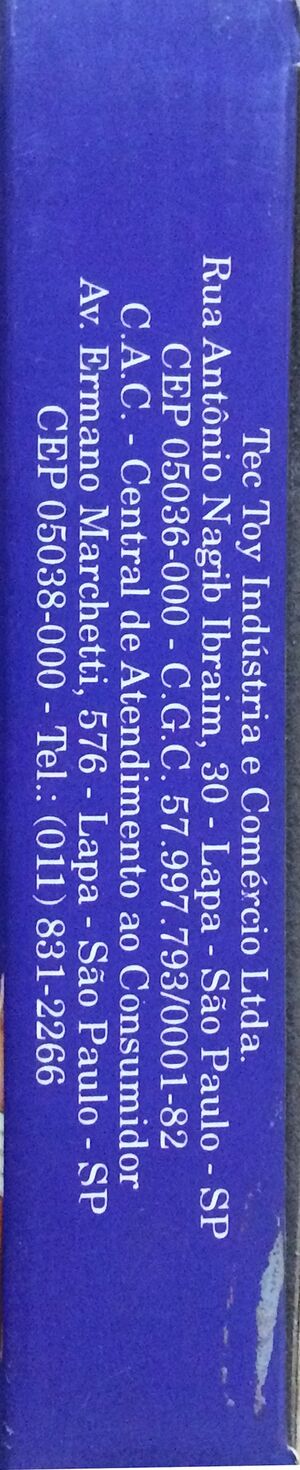 Tec Toy Indústria e Comércio Ltda.
Rua Antônio Nagib Ibraim, 30 - Lapa - São Paulo - SP
CEP 05036-000 - C.G.C. 57.997.793/0001-82
C.A.C. - Central de Atendimento ao Consumidor
Av. Ermano Marchetti, 576 - Lapa - São Paulo - SP
CEP 05038-000 - Tel.: (011) 831-2266